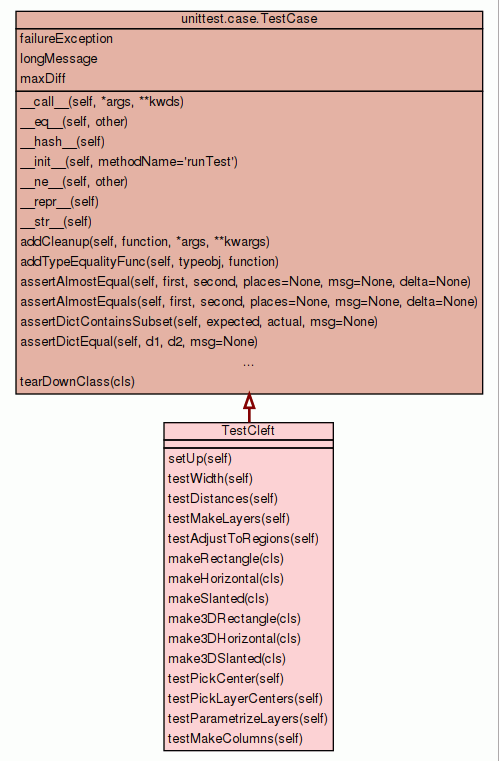 unittest.case.TestCase
failureException
longMessage
maxDiff
__call__(self, *args, **kwds)
__eq__(self, other)
__hash__(self)
__init__(self, methodName='runTest')
__ne__(self, other)
__repr__(self)
__str__(self)
addCleanup(self, function, *args, **kwargs)
addTypeEqualityFunc(self, typeobj, function)
assertAlmostEqual(self, first, second, places=None, msg=None, delta=None)
assertAlmostEquals(self, first, second, places=None, msg=None, delta=None)
assertDictContainsSubset(self, expected, actual, msg=None)
assertDictEqual(self, d1, d2, msg=None)
...
tearDownClass(cls)
TestCleft
setUp(self)
testWidth(self)
testDistances(self)
testMakeLayers(self)
testAdjustToRegions(self)
makeRectangle(cls)
makeHorizontal(cls)
makeSlanted(cls)
make3DRectangle(cls)
make3DHorizontal(cls)
make3DSlanted(cls)
testPickCenter(self)
testPickLayerCenters(self)
testParametrizeLayers(self)
testMakeColumns(self)